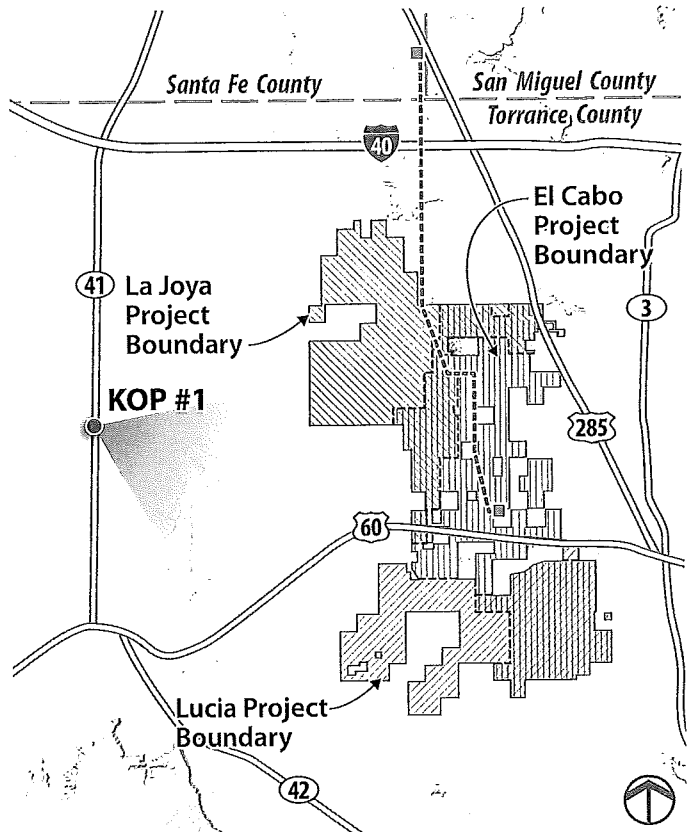 Santa Fe County
San Miguel County
Torrance County
40
El Cabo
Project
Boundary
41
La Joya
Project
Boundary
3
KOP #1
285
60
Lucia Project
Boundary
42